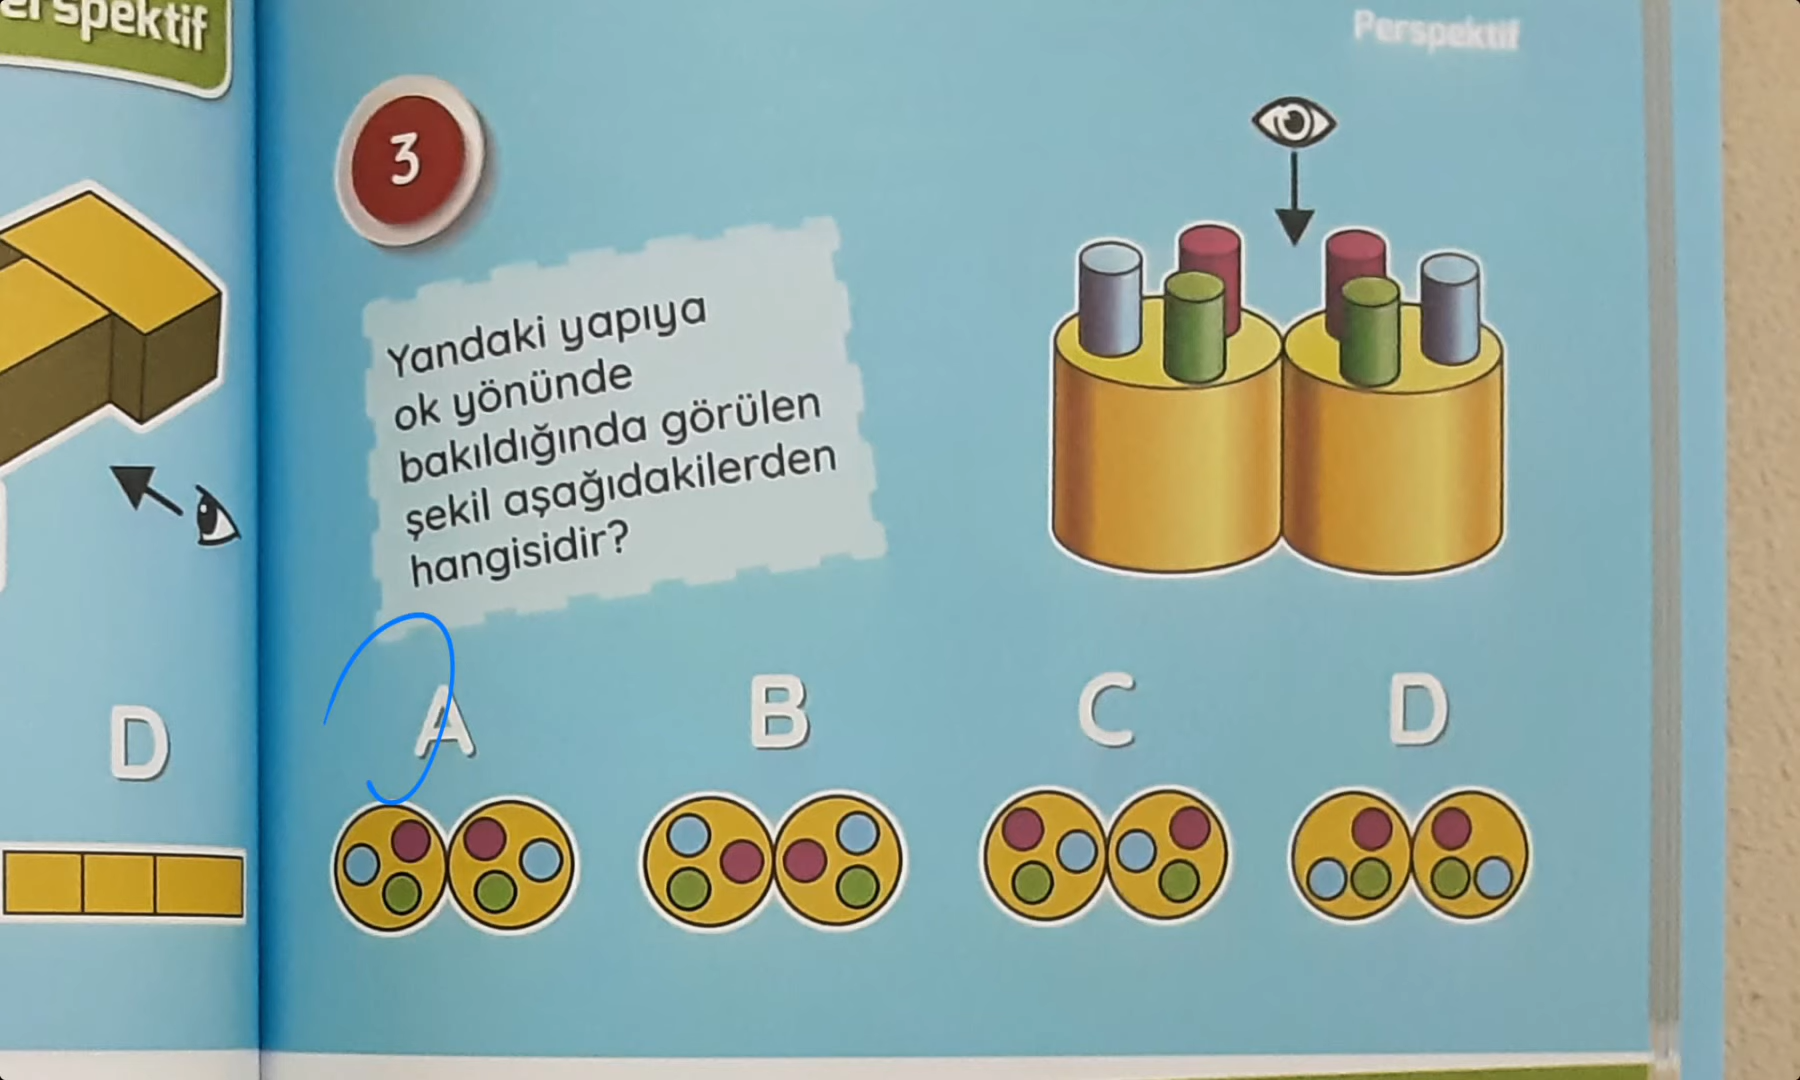 erspektif
Perspektif
3
Yandaki yapıya
ok yönünde
bakıldığında görülen
şekil aşağıdakilerden
hangisidir?
D
A B C D